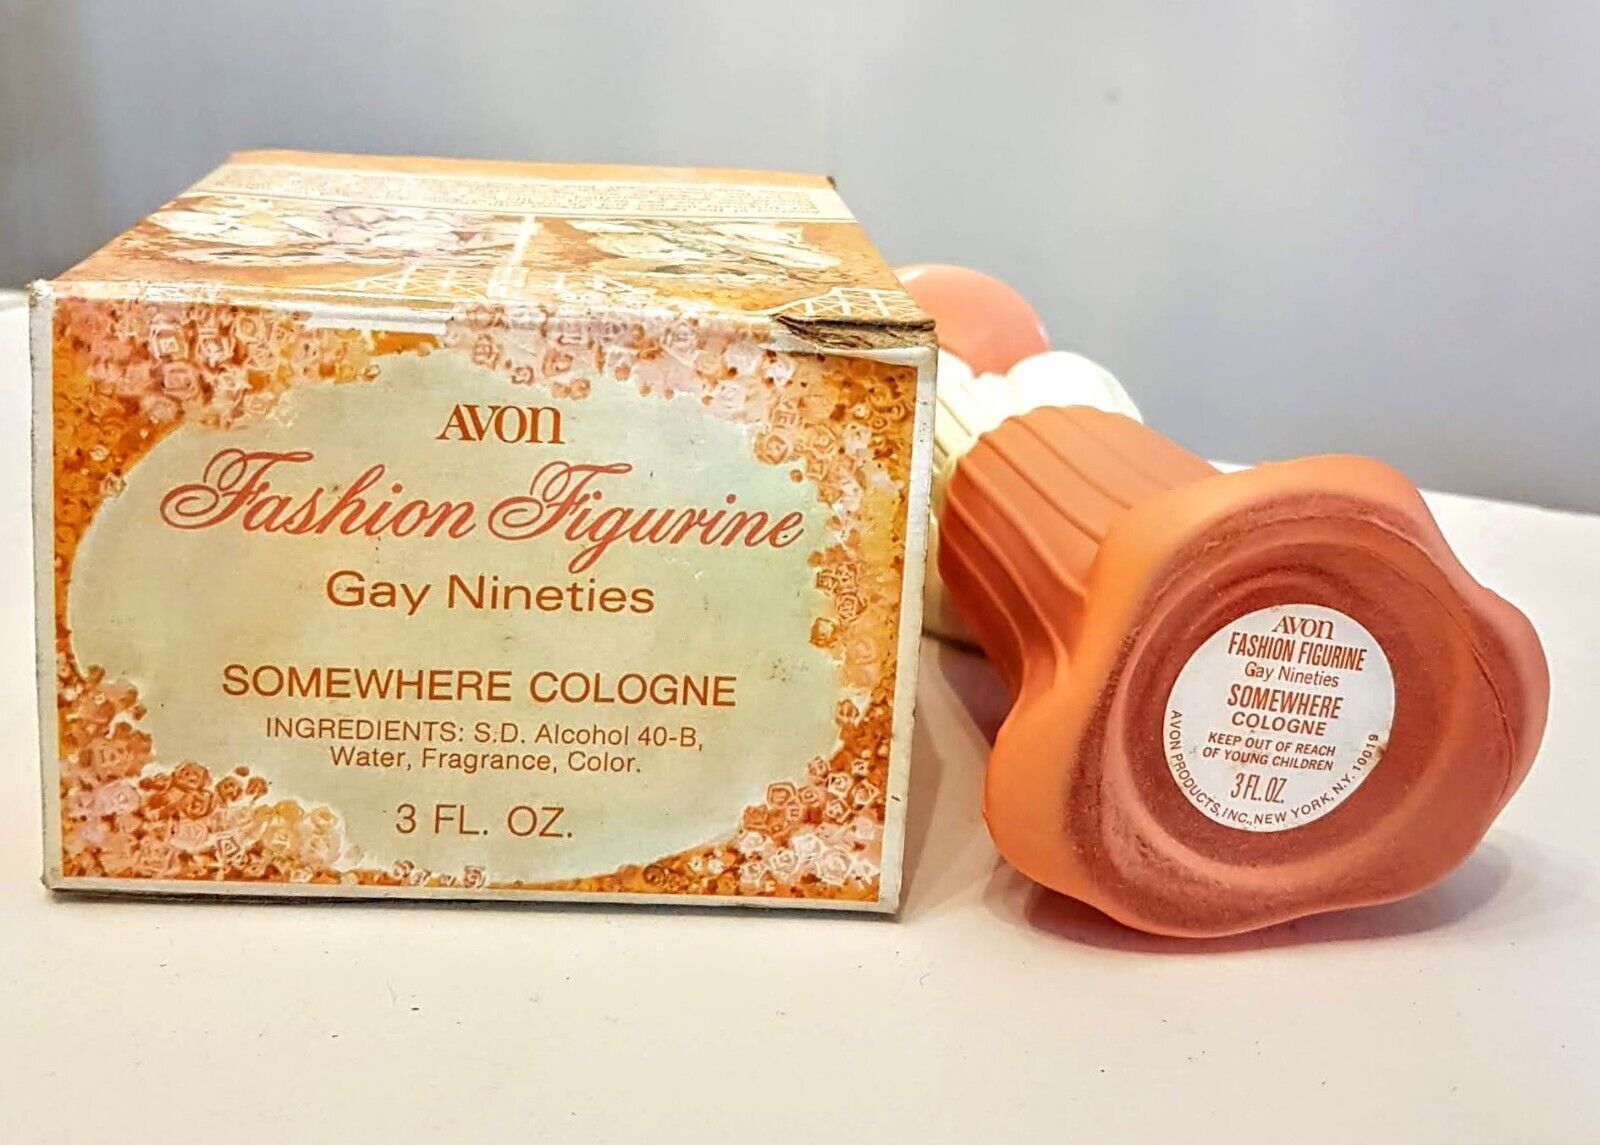 AVON
Fashion Figurine
Gay Nineties
SOMEWHERE COLOGNE
INGREDIENTS: S.D. Alcohol 40-B,
Water, Fragrance, Color.
3 FL. OZ.
AVON
FASHION FIGURINE
Gay Nineties
SOMEWHERE
COLOGNE
KEEP OUT OF REACH
OF YOUNG CHILDREN
3 FL. OZ.
AVON PRODUCTS, INC., NEW YORK, N.Y. 10019